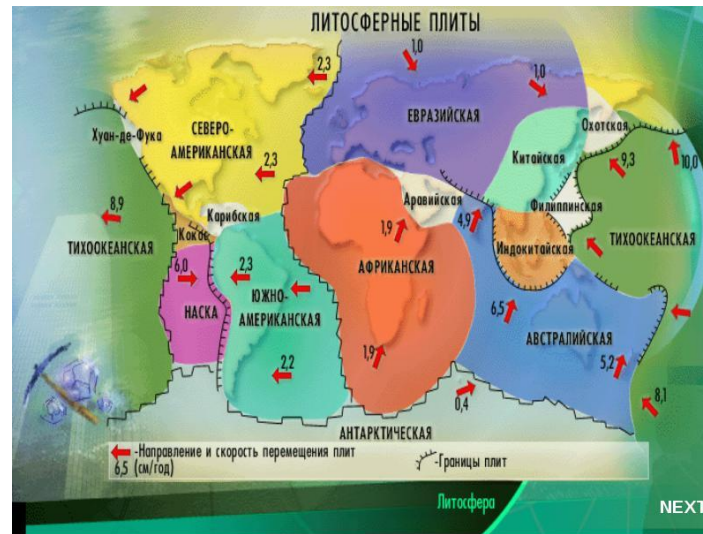 ЛИТОСФЕРНЫЕ ПЛИТЫ
2,3
1,0
1,0
Хуан-де-Фука
СЕВЕРО-
АМЕРИКАНСКАЯ
ЕВРАЗИЙСКАЯ
Охотская
Китайская
9,3
10,0
2,3
8,9
ТИХООКЕАНСКАЯ
Карибская
Кокос
Аравийская
1,9
4,9
Филиппинская
Индокитайская
ТИХООКЕАНСКАЯ
6,0
НАСКА
2,3
ЮЖНО-
АМЕРИКАНСКАЯ
АФРИКАНСКАЯ
6,5
АВСТРАЛИЙСКАЯ
2,2
1,9
5,2
0,4
8,1
АНТАРКТИЧЕСКАЯ
-Направление и скорость перемещения плит
6,5 (см/год)
-Границы плит
Литосфера
NEXT